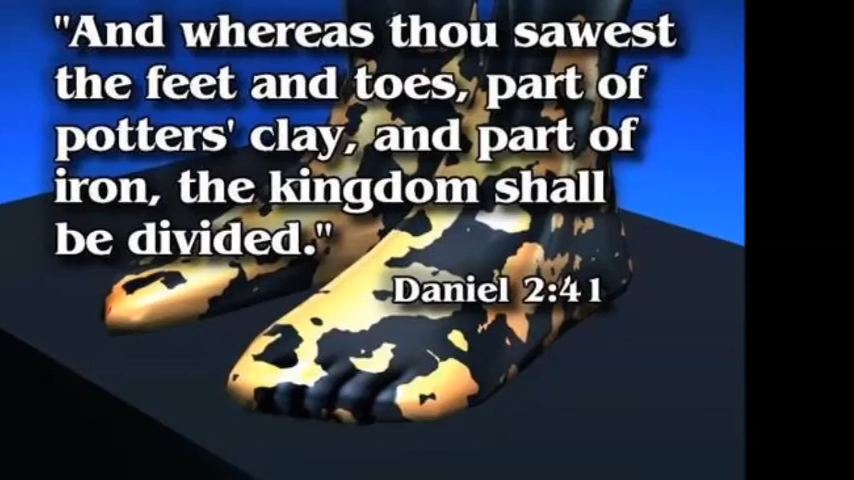 "And whereas thou sawest
the feet and toes, part of
potters' clay, and part of
iron, the kingdom shall
be divided."
Daniel 2:41